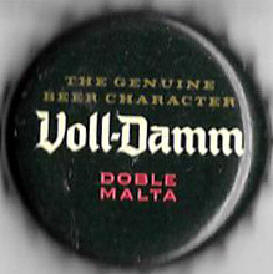 THE GENUINE
BEER CHARACTER
Voll-Damm
DOBLE
MALTA